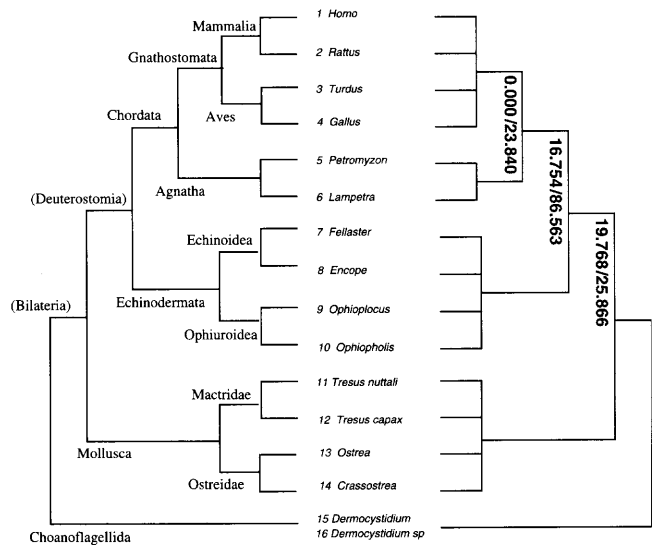 Mammalia
1 Homo
2 Rattus
Gnathostomata
3 Turdus
Aves
4 Gallus
Chordata
5 Petromyzon
Agnatha
6 Lampetra
(Deuterostomia)
7 Fellaster
Echinoidea
8 Encope
Echinodermata
9 Ophioplocus
Ophiuroidea
10 Ophiopholis
(Bilateria)
11 Tresus nuttali
Mactridae
12 Tresus capax
Mollusca
13 Ostrea
Ostreidae
14 Crassostrea
15 Dermocystidium
Choanoflagellida
16 Dermocystidium sp
0.000/23.840
16.754/86.563
19.768/25.866